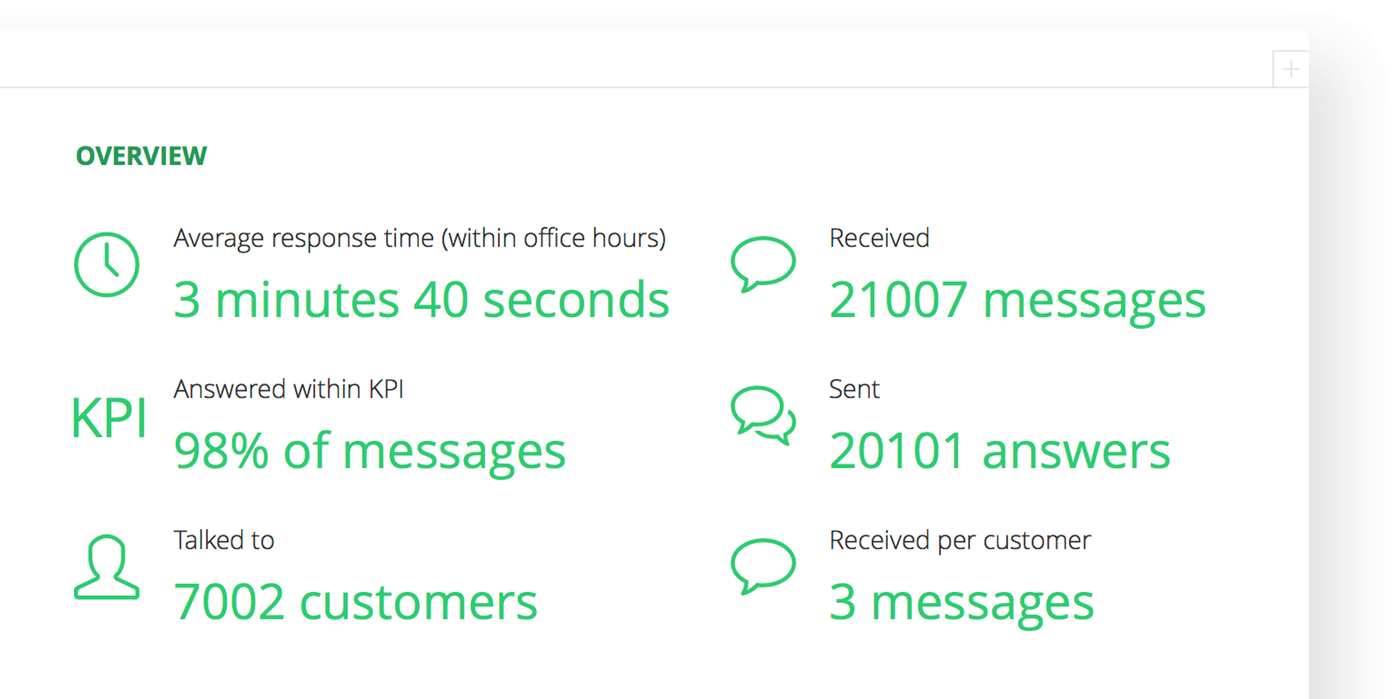 OVERVIEW
Average response time (within office hours)
3 minutes 40 seconds
Received
21007 messages
KPI
Answered within KPI
98% of messages
Sent
20101 answers
Talked to
7002 customers
Received per customer
3 messages